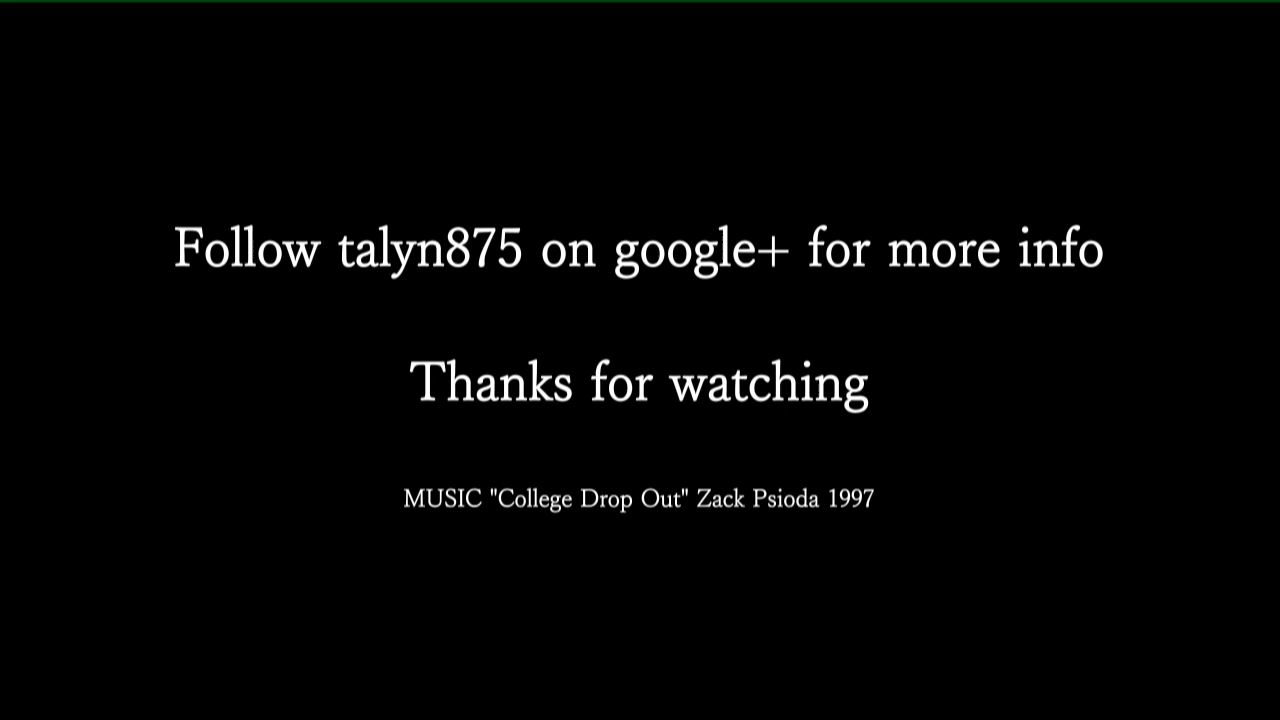 Follow talyn875 on google+ for more info
Thanks for watching
MUSIC "College Drop Out" Zack Psioda 1997